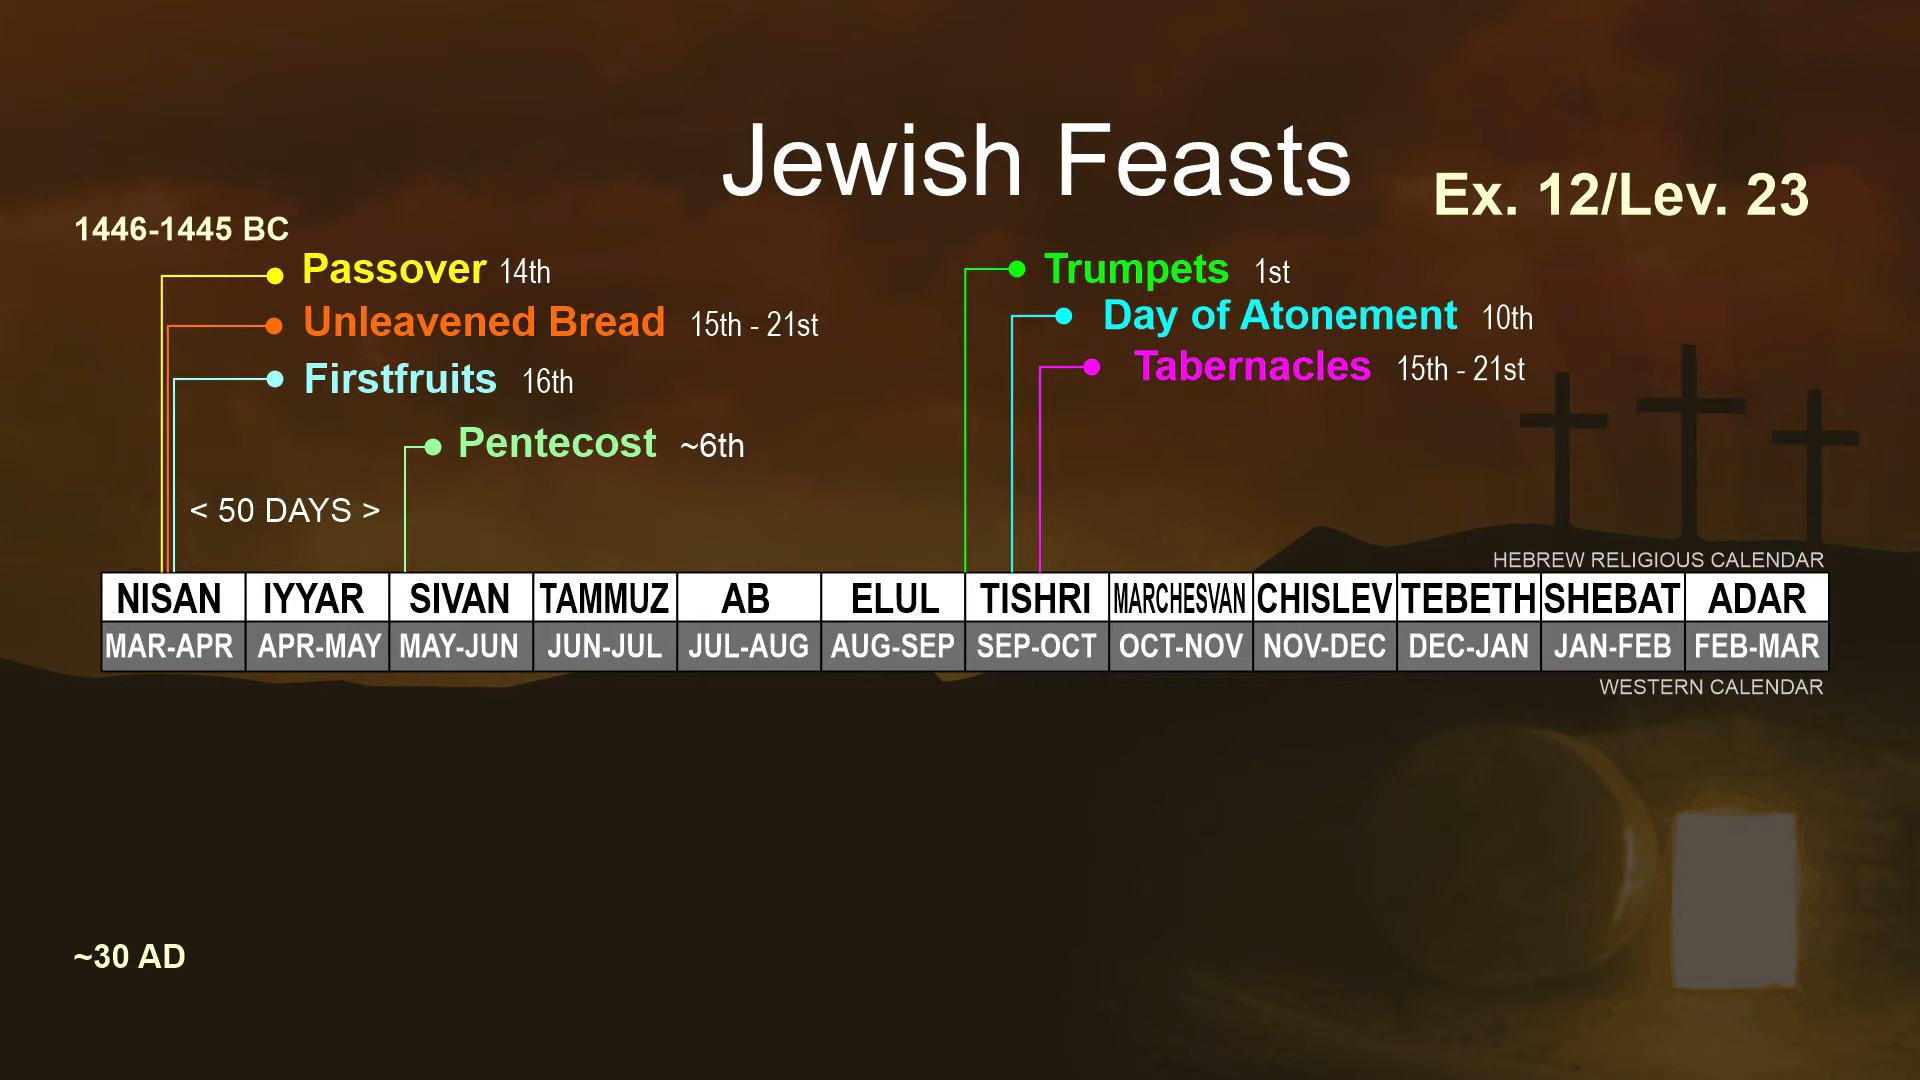 Jewish Feasts
Ex. 12/Lev. 23
1446-1445 BC
Passover 14th
Unleavened Bread 15th - 21st
Firstfruits 16th
Pentecost ~6th
< 50 DAYS >
Trumpets 1st
Day of Atonement 10th
Tabernacles 15th - 21st
HEBREW RELIGIOUS CALENDAR
NISAN IYYAR SIVAN TAMMUZ AB ELUL TISHRI MARCHESVAN CHISLEV TEBETH SHEBAT ADAR
MAR-APR APR-MAY MAY-JUN JUN-JUL JUL-AUG AUG-SEP SEP-OCT OCT-NOV NOV-DEC DEC-JAN JAN-FEB FEB-MAR
WESTERN CALENDAR
~30 AD